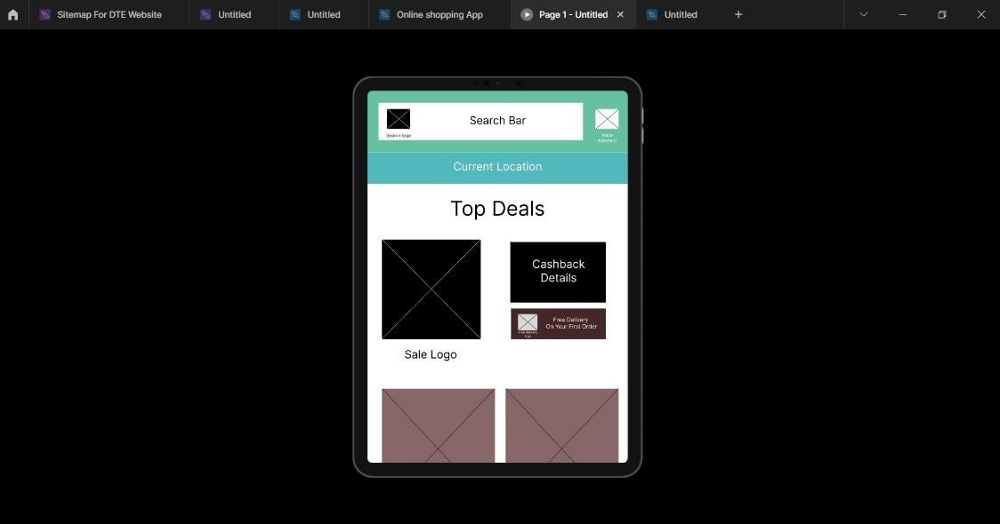 Sitemap For DTE Website
Untitled
Untitled
Online shopping App
Page 1 - Untitled
Untitled
Search Bar
Search logo
Voice
Assistant
Current Location
Top Deals
Cashback
Details
Free Delivery
On Your First Order
Free delivery
logo
Sale Logo